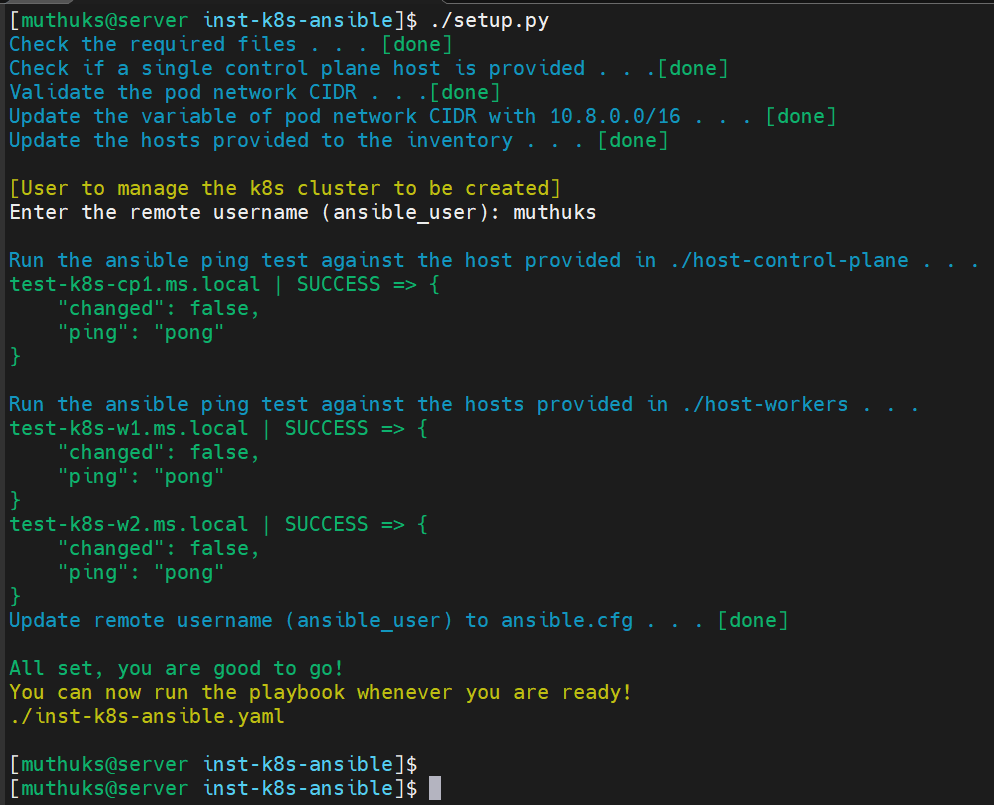 [muthuks@server inst-k8s-ansible]$ ./setup.py
Check the required files . . . [done]
Check if a single control plane host is provided . . .[done]
Validate the pod network CIDR . . .[done]
Update the variable of pod network CIDR with 10.8.0.0/16 . . . [done]
Update the hosts provided to the inventory . . . [done]
[User to manage the k8s cluster to be created]
Enter the remote username (ansible_user): muthuks
Run the ansible ping test against the host provided in ./host-control-plane . . .
test-k8s-cp1.ms.local | SUCCESS => {
    "changed": false,
    "ping": "pong"
}
Run the ansible ping test against the hosts provided in ./host-workers . . .
test-k8s-w1.ms.local | SUCCESS => {
    "changed": false,
    "ping": "pong"
}
test-k8s-w2.ms.local | SUCCESS => {
    "changed": false,
    "ping": "pong"
}
Update remote username (ansible_user) to ansible.cfg . . . [done]
All set, you are good to go!
You can now run the playbook whenever you are ready!
./inst-k8s-ansible.yaml
[muthuks@server inst-k8s-ansible]$
[muthuks@server inst-k8s-ansible]$